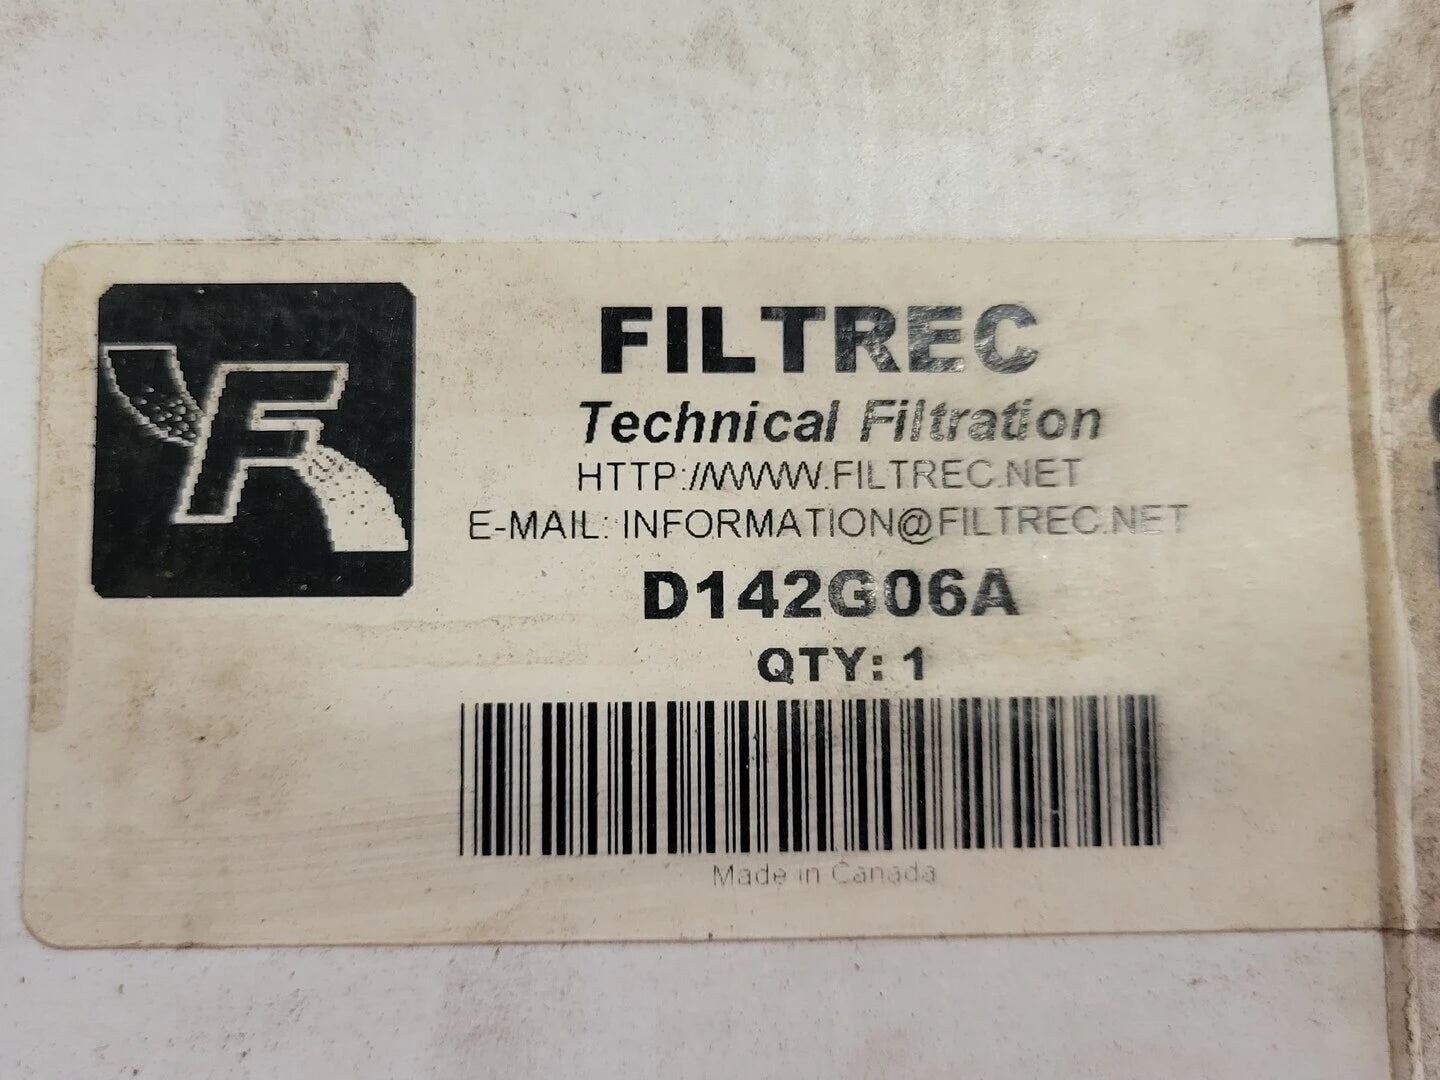 F
FILTREC
Technical Filtration
HTTP://WWW.FILTREC.NET
E-MAIL: INFORMATION@FILTREC.NET
D142G06A
QTY: 1
Made in Canada